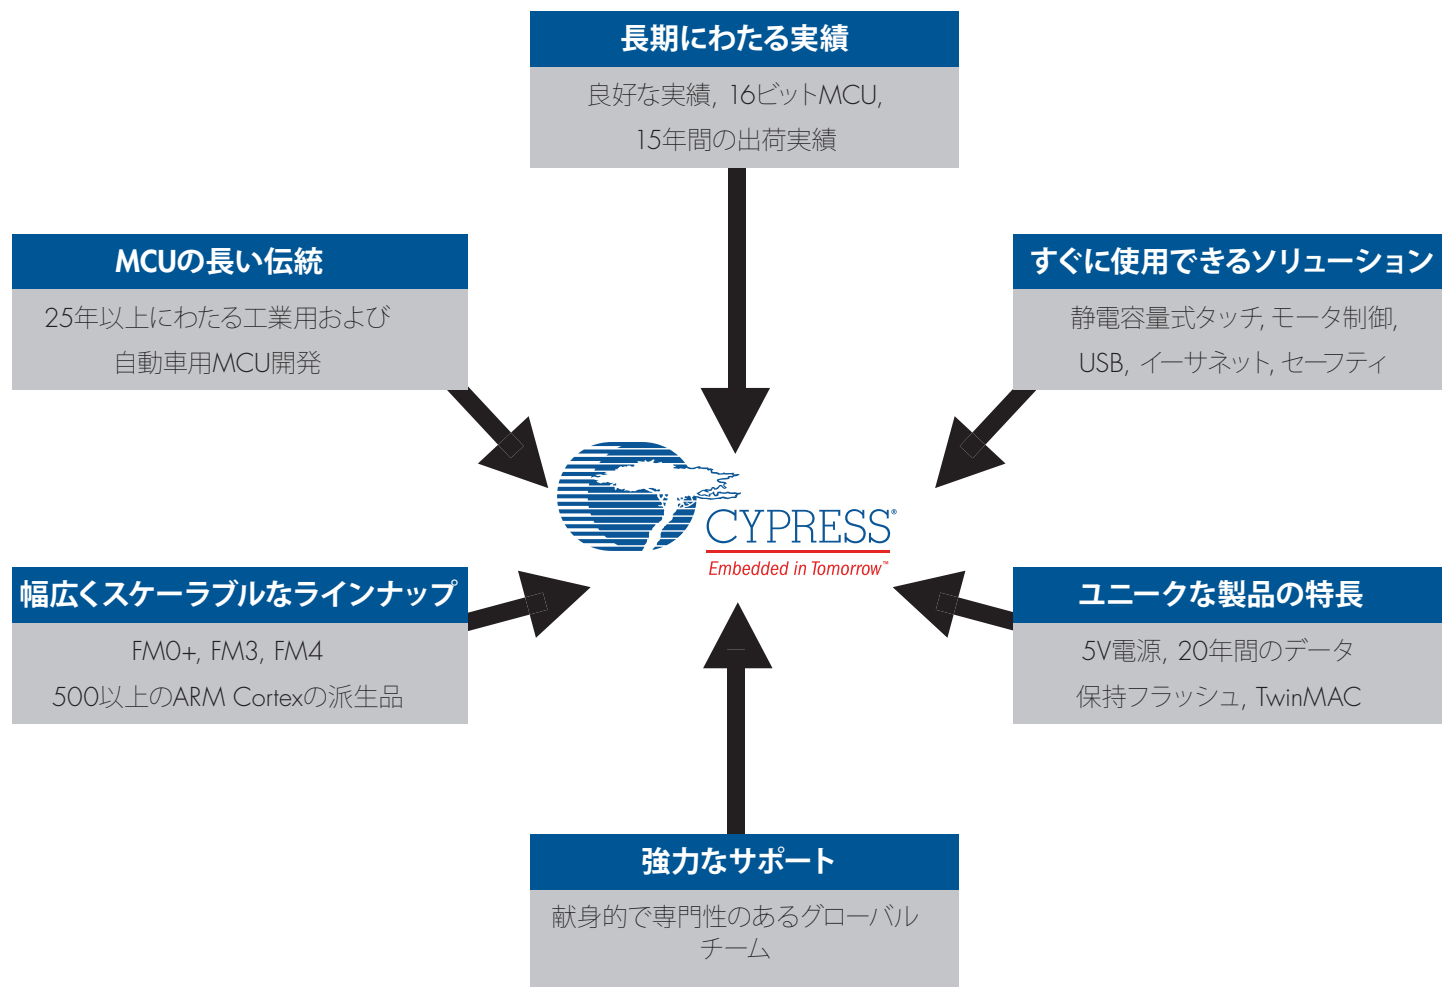 長期にわたる実績
良好な実績, 16ビットMCU,
15年間の出荷実績
MCUの長い伝統
25年以上にわたる工業用および
自動車用MCU開発
すぐに使用できるソリューション
静電容量式タッチ, モータ制御,
USB, イーサネット, セーフティ
CYPRESS®
Embedded in Tomorrow™
幅広くスケーラブルなラインナップ
FM0+, FM3, FM4
500以上のARM Cortexの派生品
ユニークな製品の特長
5V電源, 20年間のデータ
保持フラッシュ, TwinMAC
強力なサポート
献身的で専門性のあるグローバル
チーム